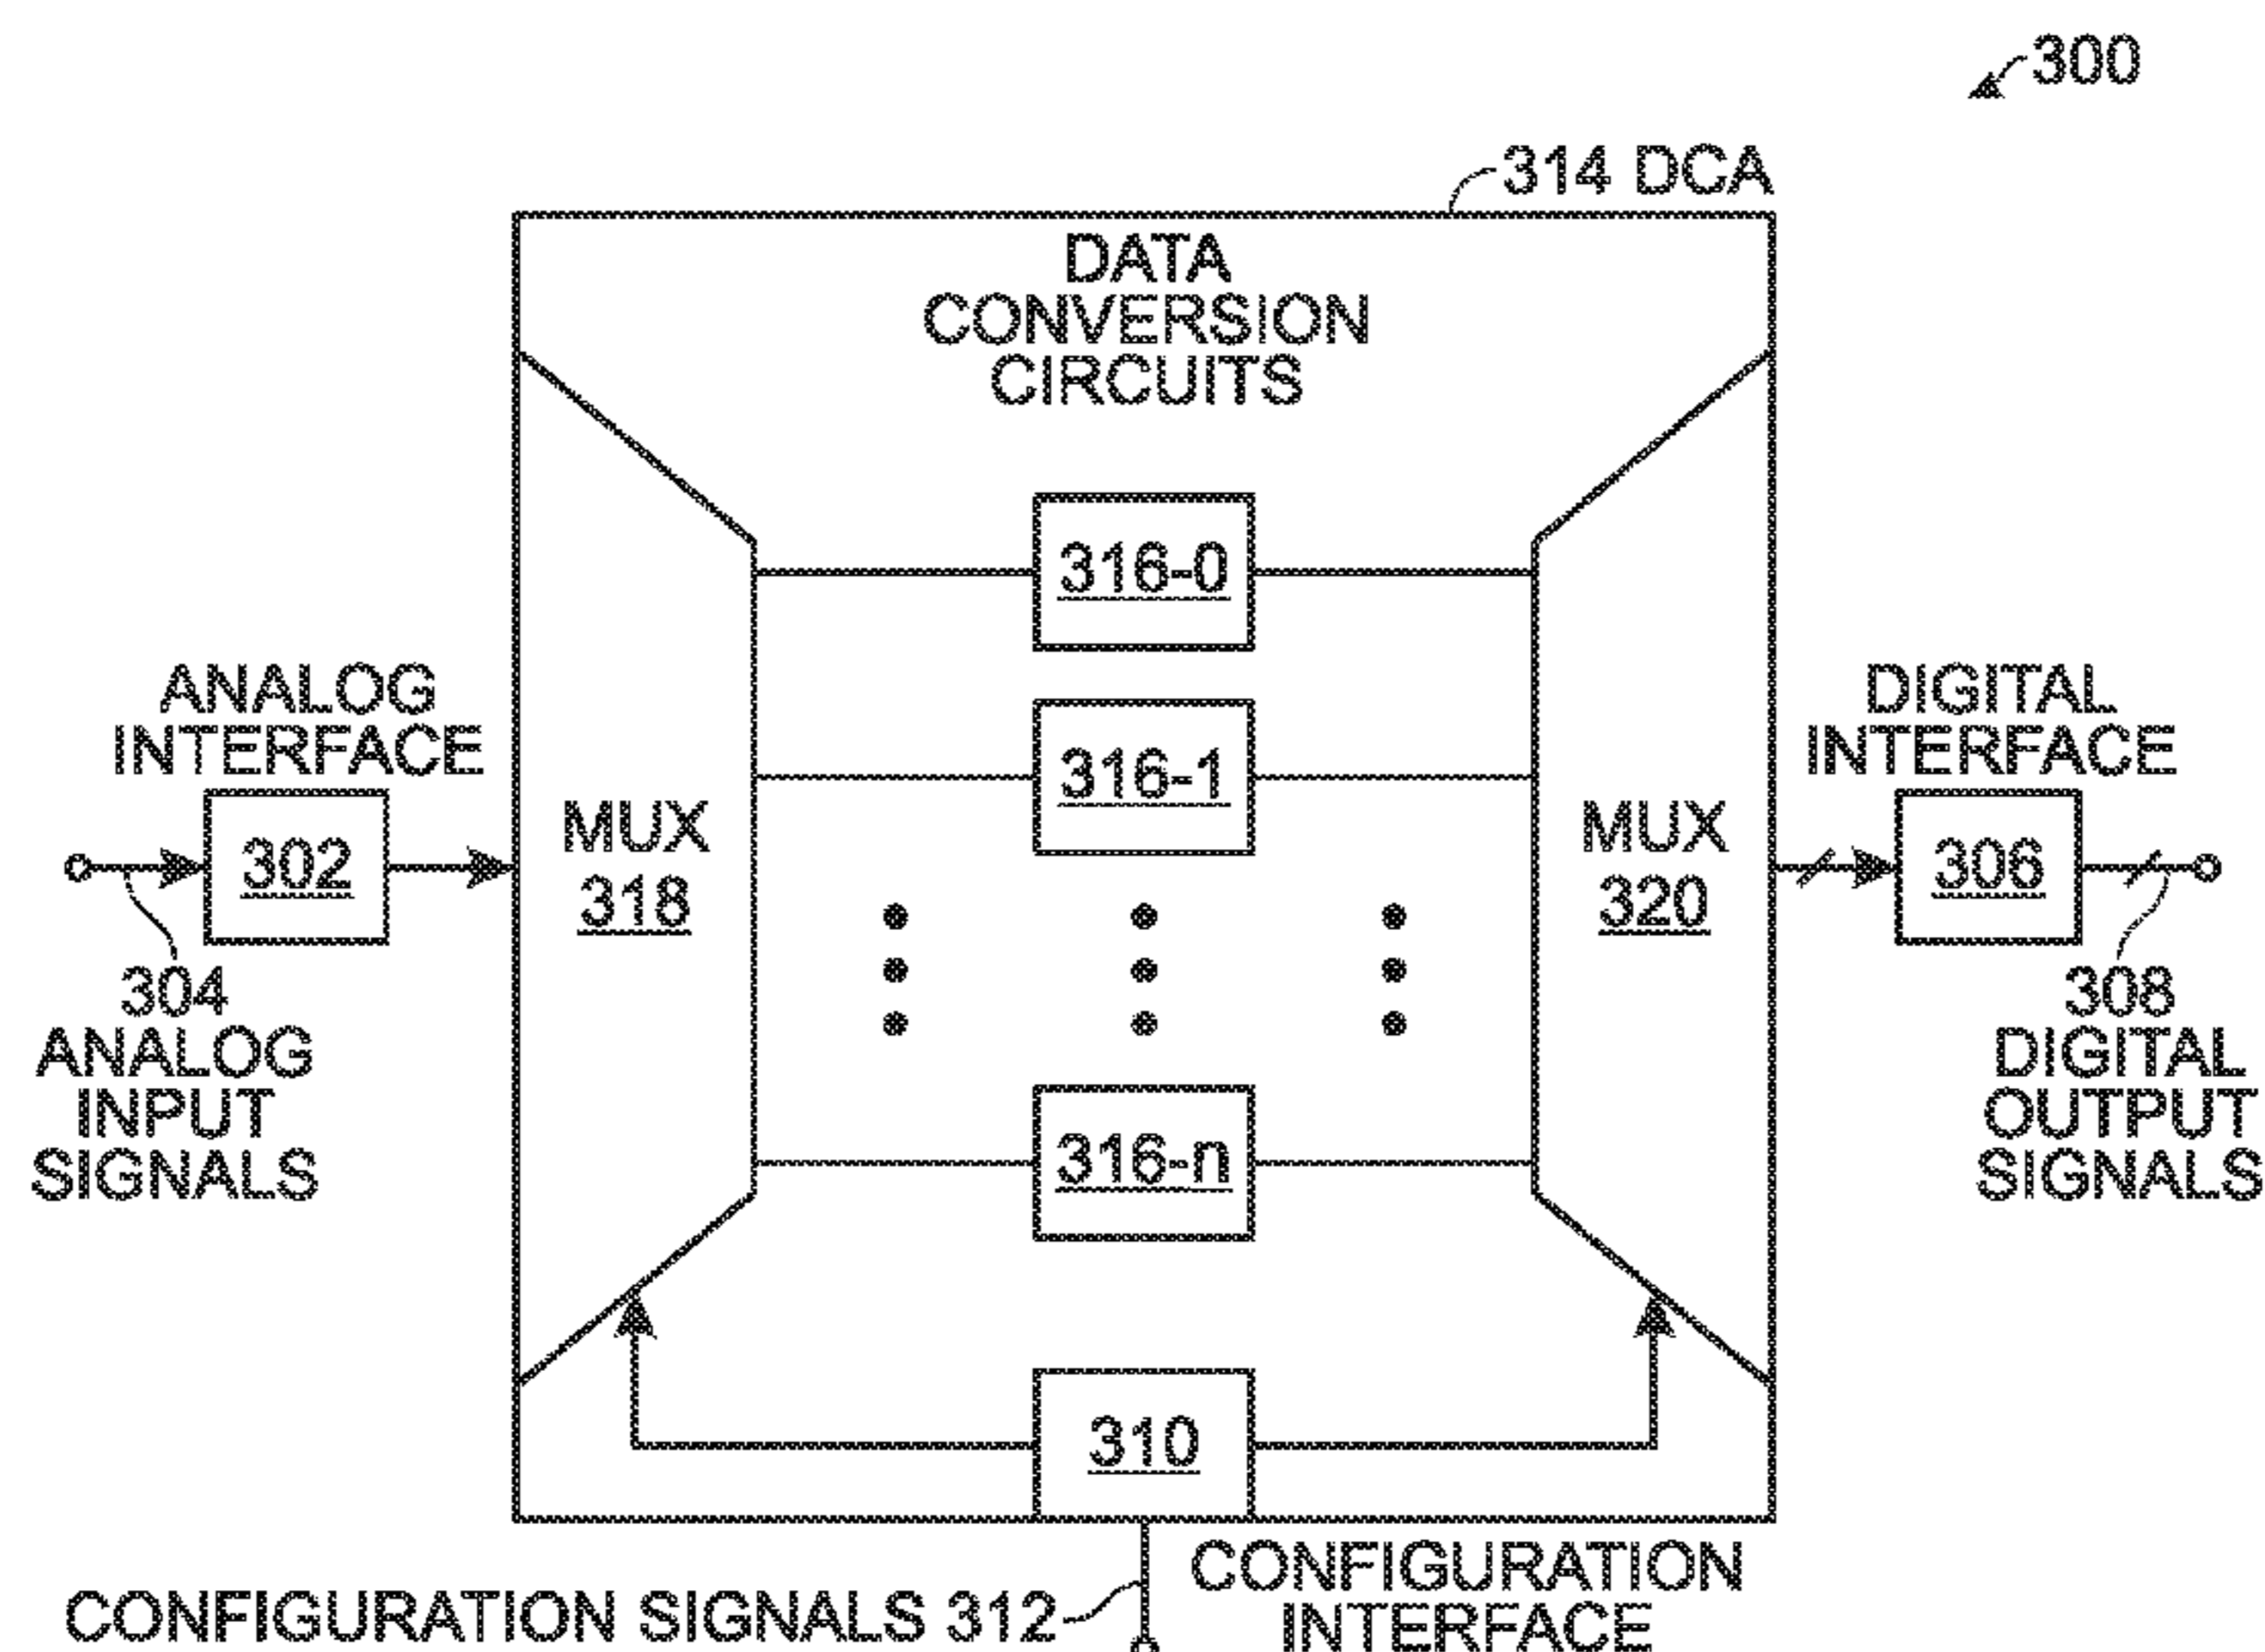 300
314 DCA
DATA
CONVERSION
CIRCUITS
316-0
ANALOG
INTERFACE
302
304
ANALOG
INPUT
SIGNALS
MUX
318
316-1
316-n
MUX
320
DIGITAL
INTERFACE
306
308
DIGITAL
OUTPUT
SIGNALS
310
CONFIGURATION SIGNALS 312
CONFIGURATION
INTERFACE